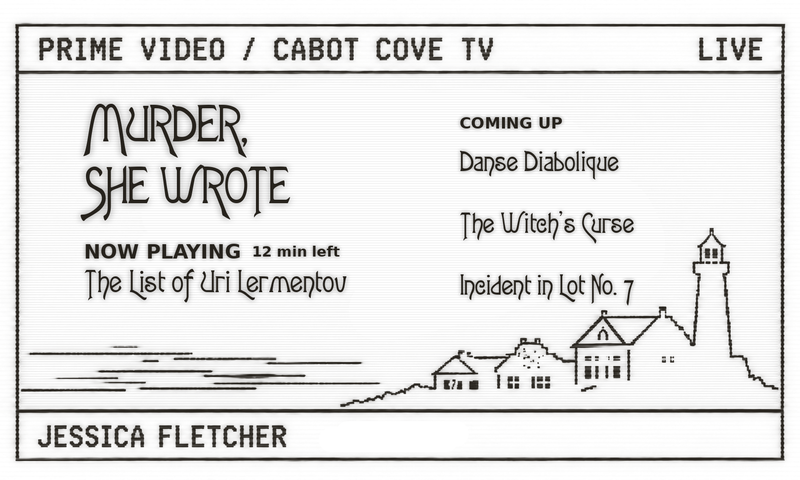 PRIME VIDEO / CABOT COVE TV LIVE
MURDER,
SHE WROTE
NOW PLAYING 12 min left
The List of Uri Lermentov
COMING UP
Danse Diabolique
The Witch's Curse
Incident in Lot No. 7
JESSICA FLETCHER